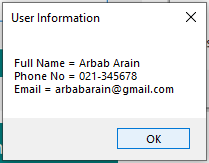 User Information
Full Name = Arbab Arain
Phone No = 021-345678
Email = arbabarain@gmail.com
OK